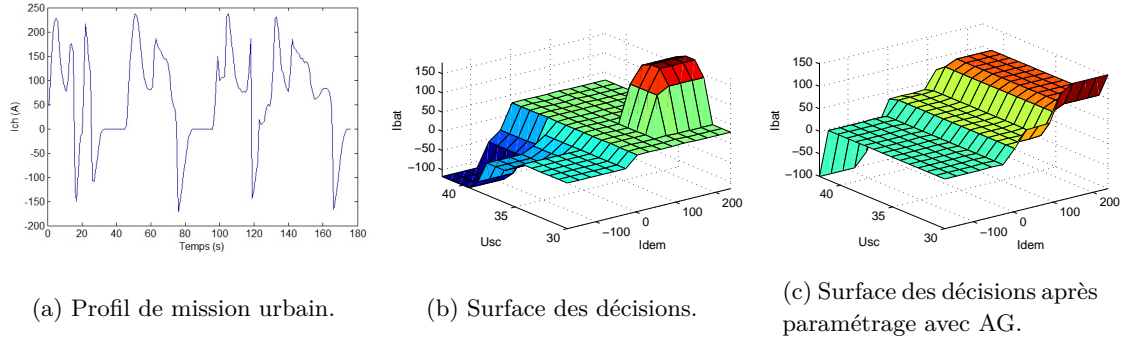 250
200
150
100
50
0
-50
-100
-150
-200
0 20 40 60 80 100 120 140 160 180
Ich (A)
Temps (s)
150
100
50
0
−50
−100
Ibat
40
35
30
Usc
−100
0
100
200
Idem
150
100
50
0
−50
−100
Ibat
40
35
30
Usc
−100
0
100
200
Idem
(a) Profil de mission urbain.
(b) Surface des décisions.
(c) Surface des décisions après
paramétrage avec AG.